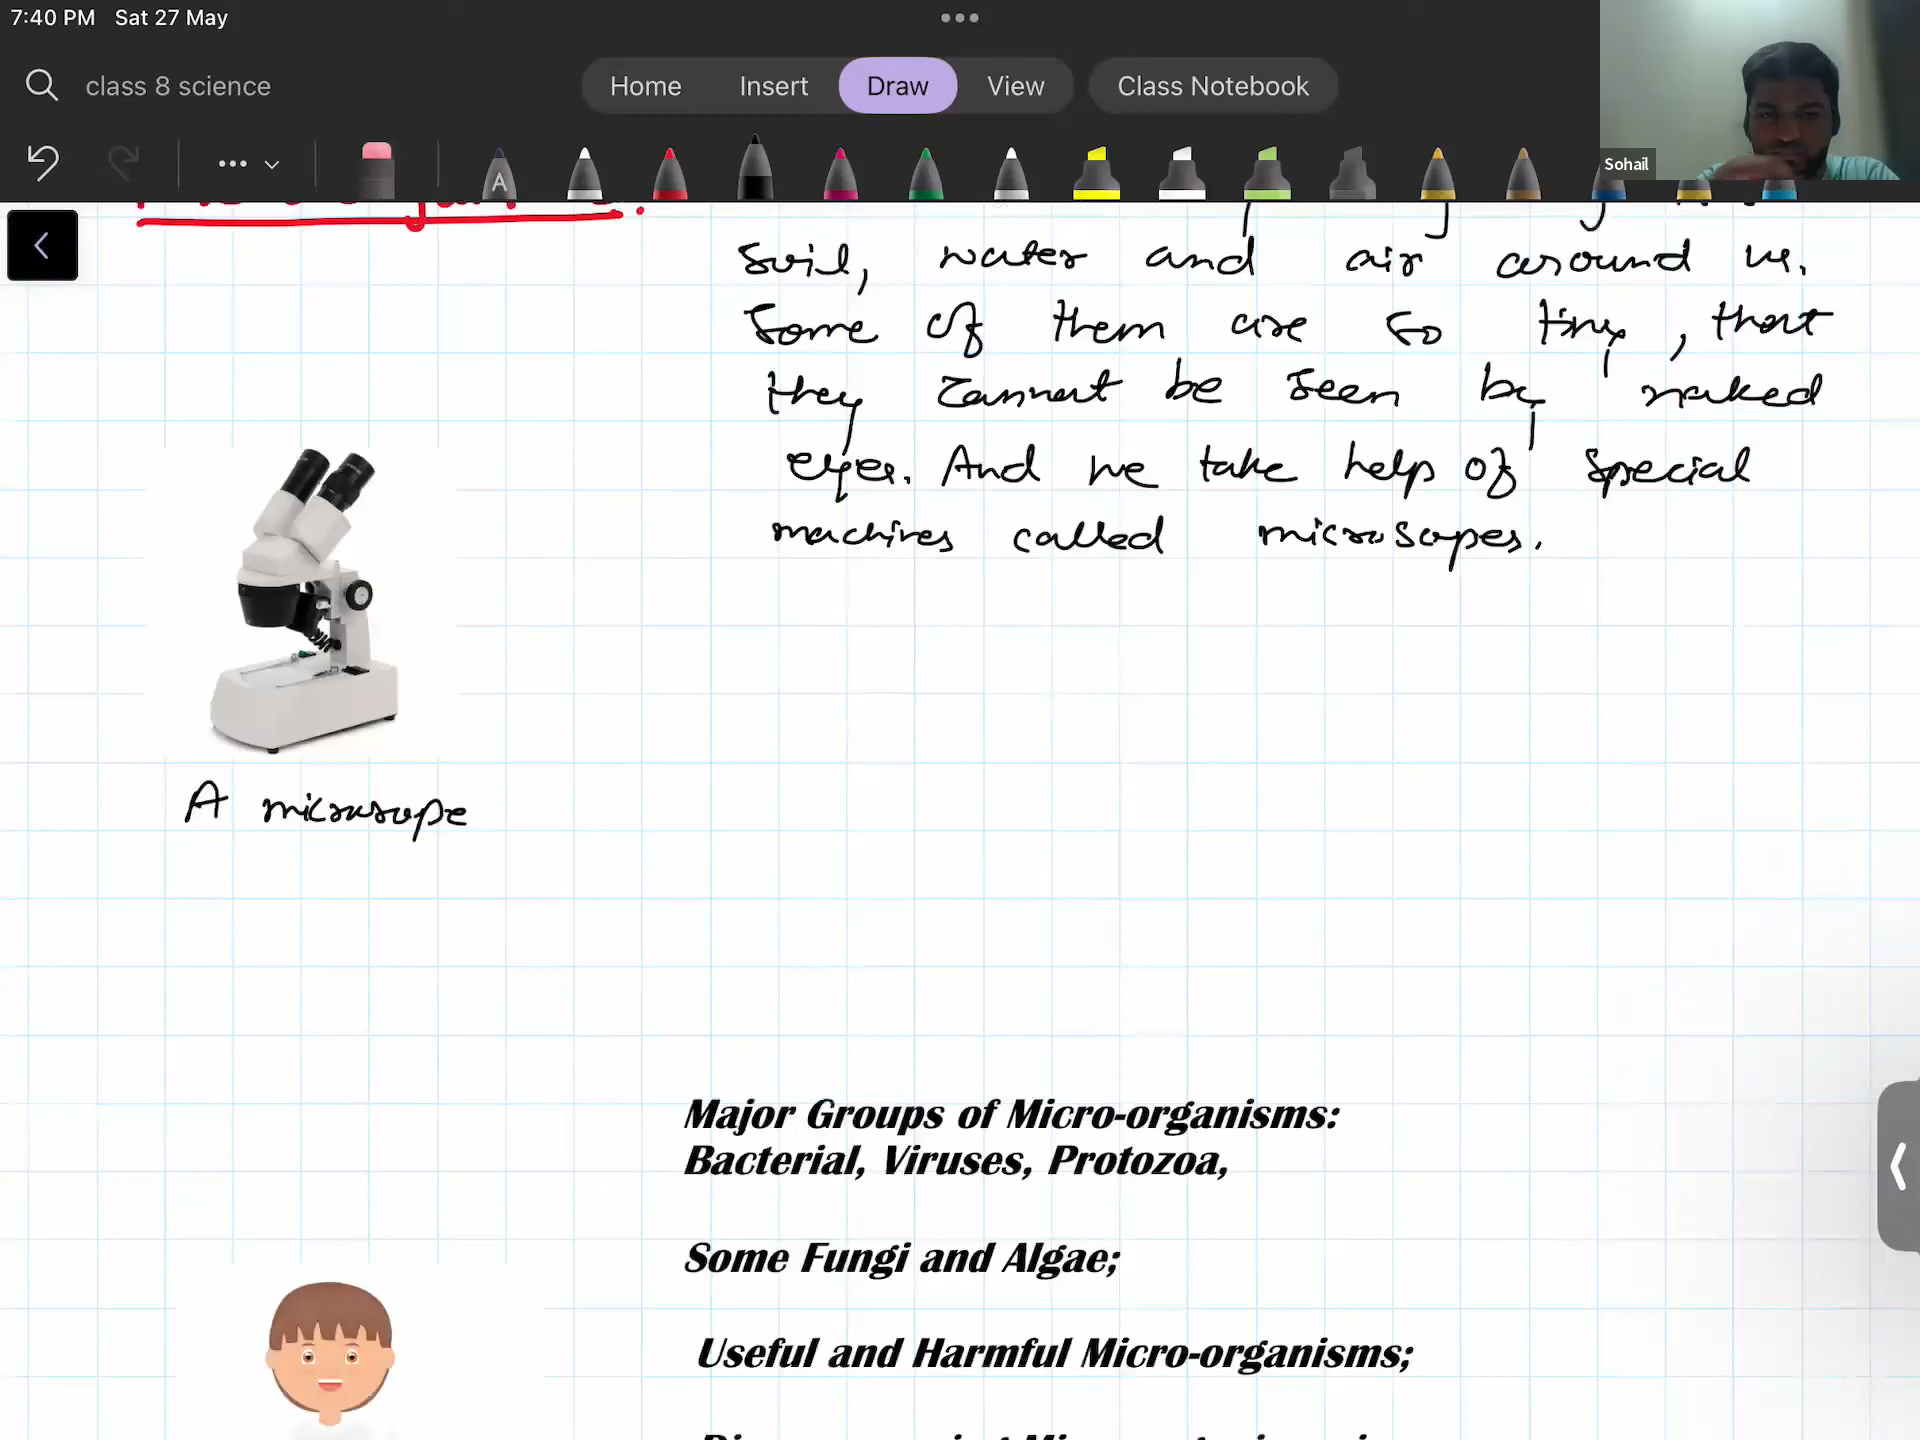 7:40 PM Sat 27 May
class 8 science
Home Insert Draw View Class Notebook
A
Sohail
soil, water and air around us.
Some of them are so tiny, that
they cannot be seen by naked
eyes. And we take help of special
machines called microscopes.
A microscope
Major Groups of Micro-organisms:
Bacterial, Viruses, Protozoa,
Some Fungi and Algae;
Useful and Harmful Micro-organisms;